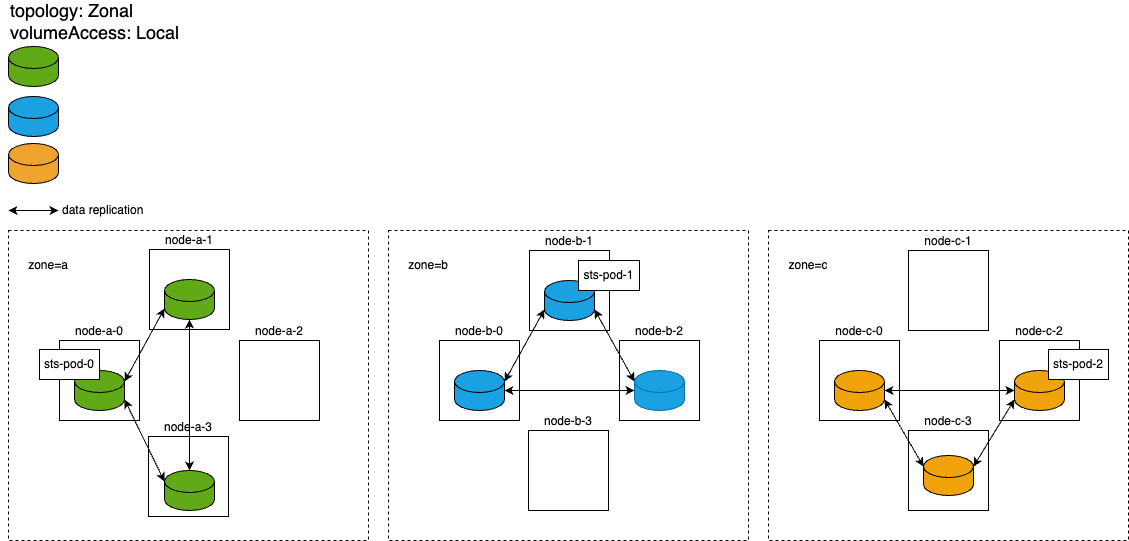 topology: Zonal
volumeAccess: Local
data replication
zone=a
node-a-1
node-a-0
sts-pod-0
node-a-2
node-a-3
zone=b
node-b-1
sts-pod-1
node-b-0
node-b-2
node-b-3
zone=c
node-c-1
node-c-0
node-c-2
sts-pod-2
node-c-3